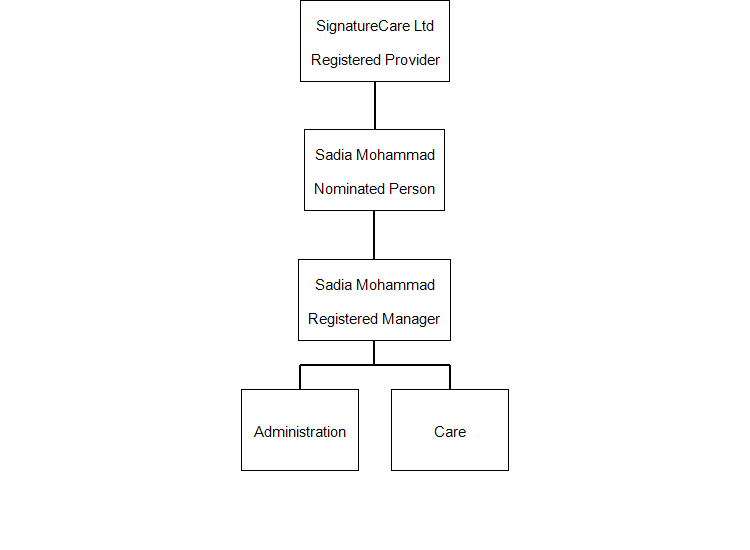 SignatureCare Ltd
Registered Provider
Sadia Mohammad
Nominated Person
Sadia Mohammad
Registered Manager
Administration
Care